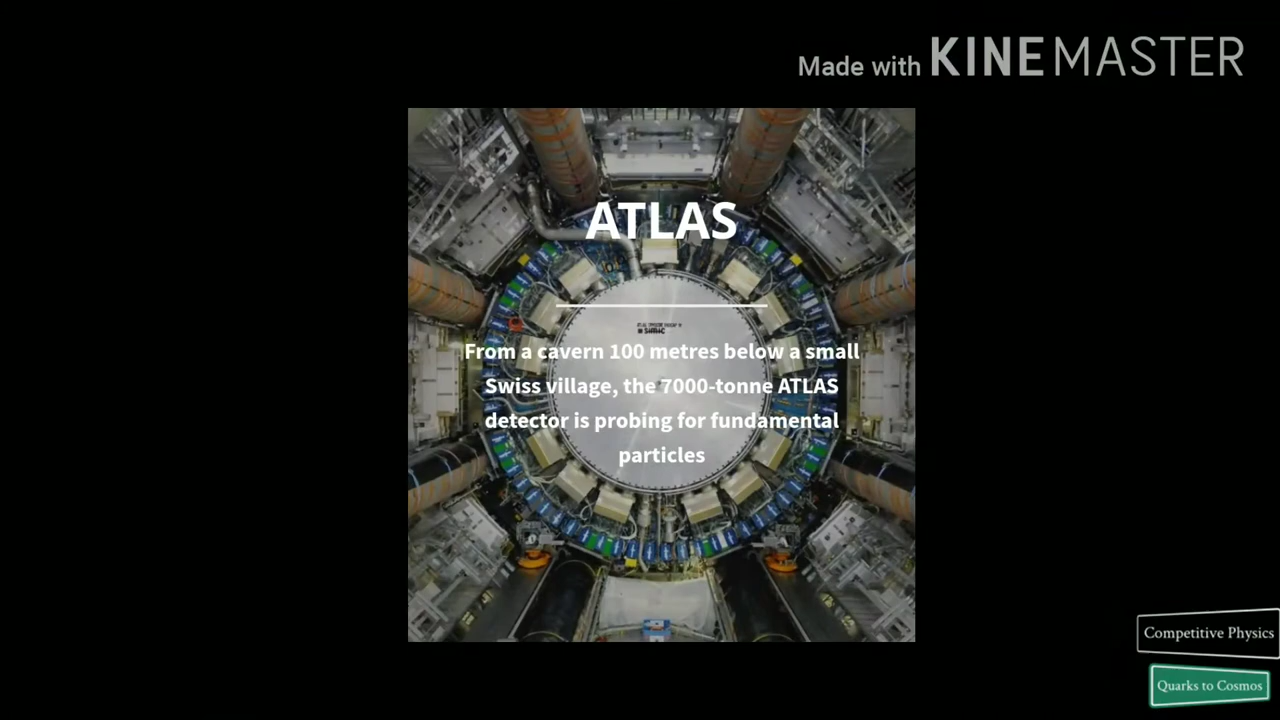 Made with KINEMASTER
ATLAS
From a cavern 100 metres below a small
Swiss village, the 7000-tonne ATLAS
detector is probing for fundamental
particles
Competitive Physics
Quarks to Cosmos